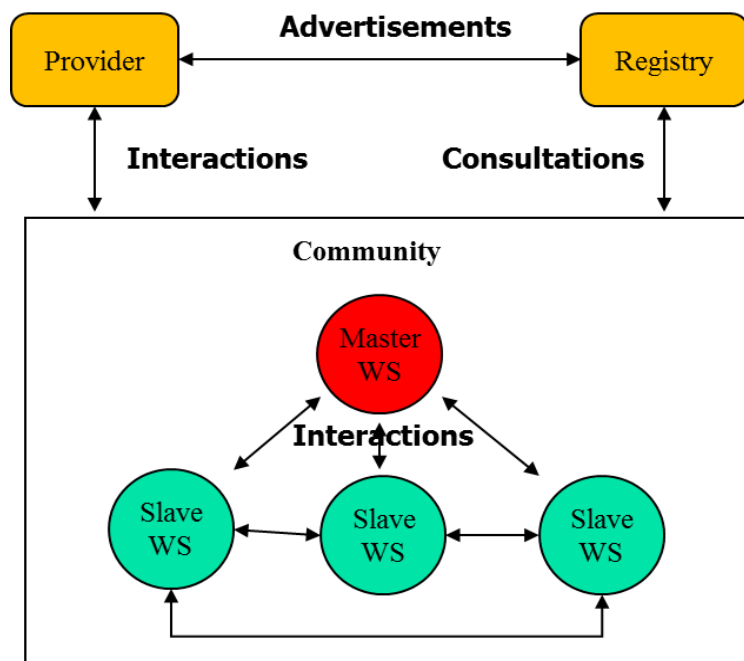 Advertisements
Provider
Registry
Interactions
Consultations
Community
Master
WS
Interactions
Slave
WS
Slave
WS
Slave
WS